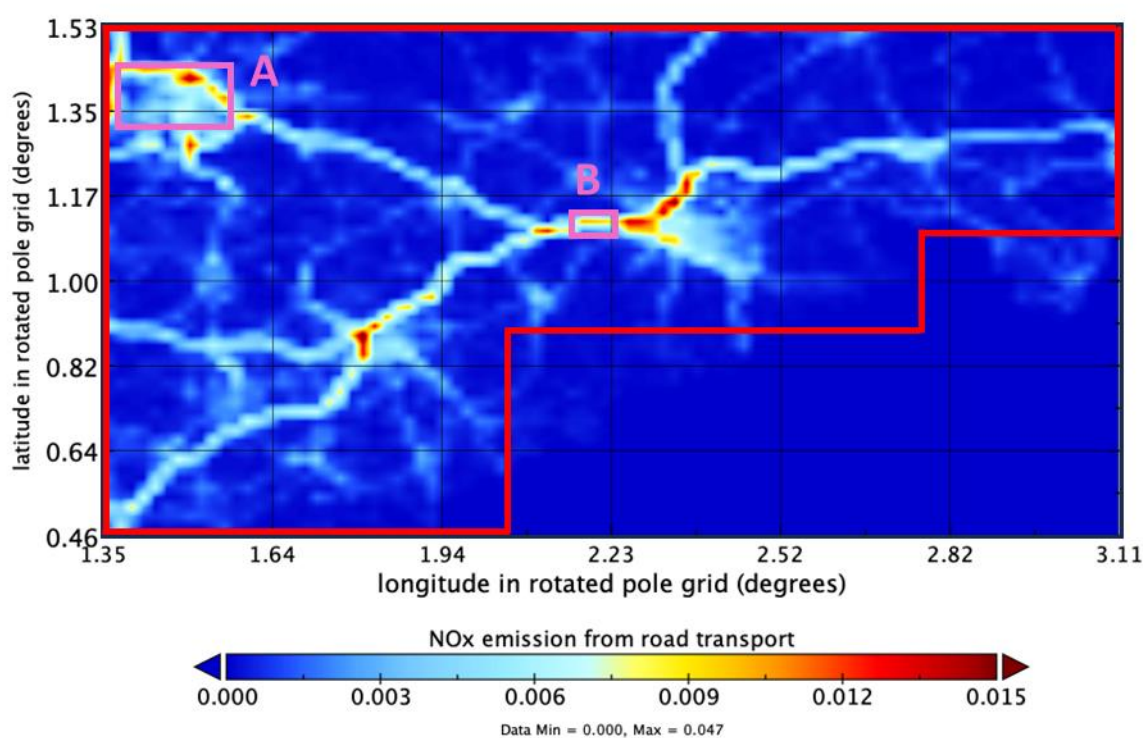 1.53
A
1.35
B
1.17
1.00
0.82
0.64
0.46
latitude in rotated pole grid (degrees)
1.35 1.64 1.94 2.23 2.52 2.82 3.11
longitude in rotated pole grid (degrees)
NOx emission from road transport
0.000 0.003 0.006 0.009 0.012 0.015
Data Min = 0.000, Max = 0.047